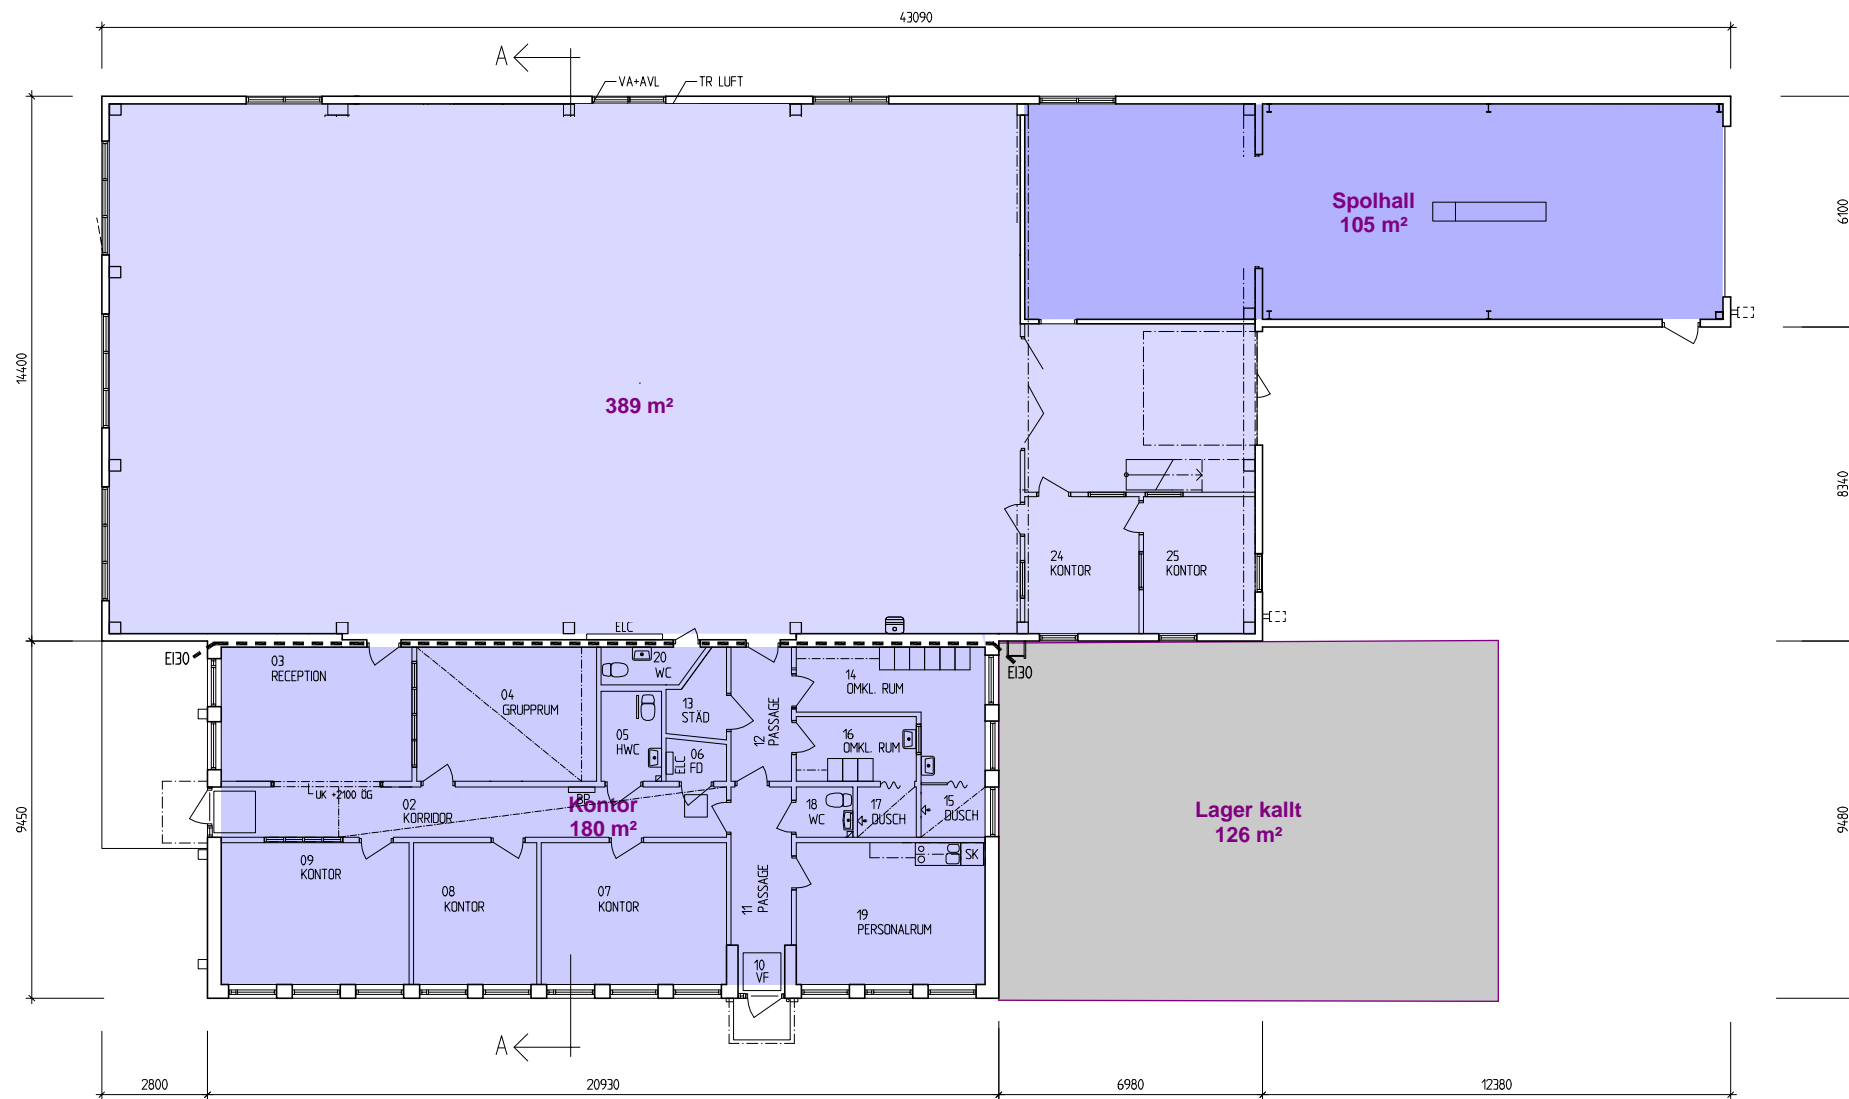 43090
A
VA+AVL
TR LUFT
Spolhall
105 m²
6100
14400
389 m²
8340
24
KONTOR
25
KONTOR
ELC
EI30
EI30
03
RECEPTION
04
GRUPPRUM
20
WC
13
STÄD
05
HWC
ELC
06
FD
12
PASSAGE
14
OMKL. RUM
16
OMKL. RUM
UK +2100 ÖG
02
KORRIDOR
BP
Kontor
180 m²
18
WC
17
DUSCH
15
DUSCH
Lager kallt
126 m²
9450
9480
09
KONTOR
08
KONTOR
07
KONTOR
11
PASSAGE
SK
19
PERSONALRUM
10
VF
A
2800
20930
6980
12380